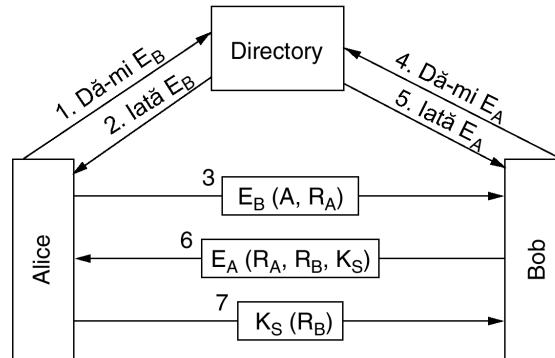 Directory
1. Dă-mi E_B
2. Iată E_B
4. Dă-mi E_A
5. Iată E_A
Alice
Bob
3
E_B (A, R_A)
6
E_A (R_A, R_B, K_S)
7
K_S (R_B)